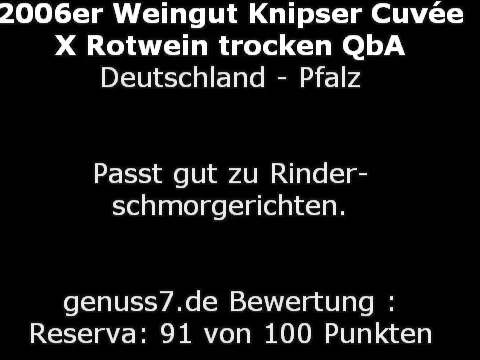 2006er Weingut Knipser Cuvée
X Rotwein trocken QbA
Deutschland - Pfalz
Passt gut zu Rinder-
schmorgerichten.
genuss7.de Bewertung :
Reserva: 91 von 100 Punkten